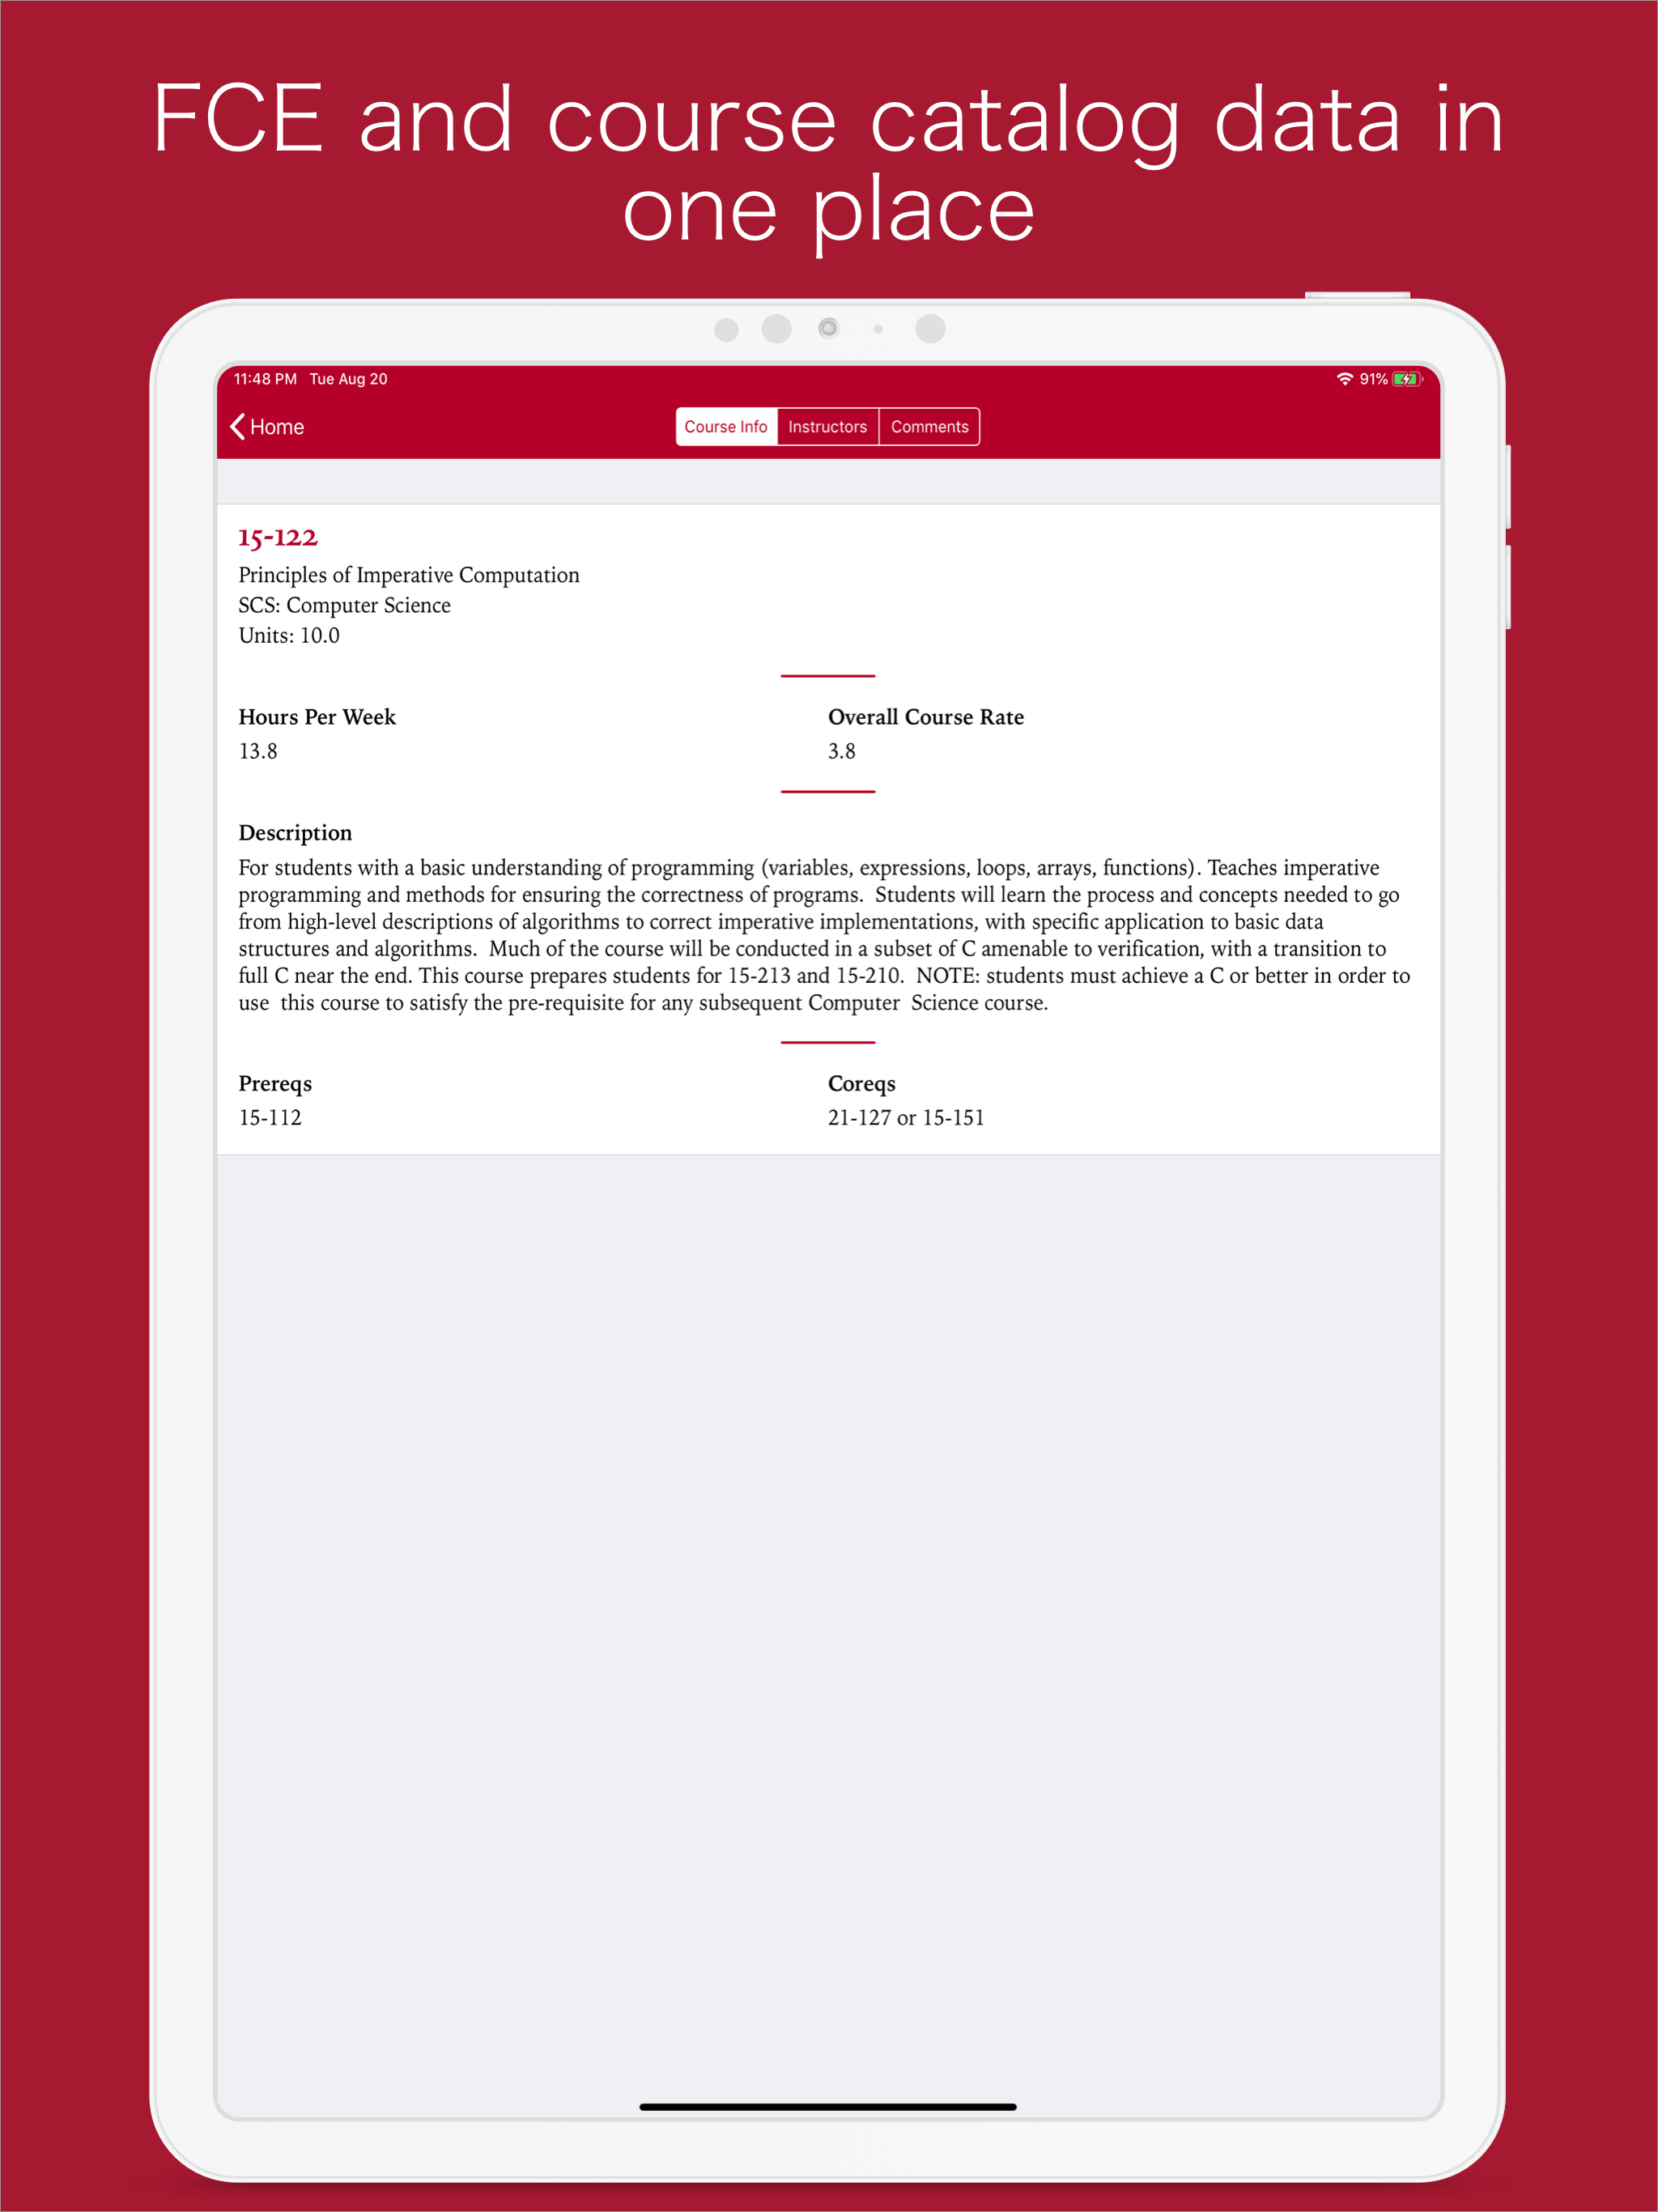 FCE and course catalog data in
one place
11:48 PM Tue Aug 20
91%
Home
Course Info
Instructors
Comments
15-122
Principles of Imperative Computation
SCS: Computer Science
Units: 10.0
Hours Per Week
Overall Course Rate
13.8
3.8
Description
For students with a basic understanding of programming (variables, expressions, loops, arrays, functions). Teaches imperative
programming and methods for ensuring the correctness of programs.  Students will learn the process and concepts needed to go
from high-level descriptions of algorithms to correct imperative implementations, with specific application to basic data
structures and algorithms.  Much of the course will be conducted in a subset of C amenable to verification, with a transition to
full C near the end. This course prepares students for 15-213 and 15-210.  NOTE: students must achieve a C or better in order to
use  this course to satisfy the pre-requisite for any subsequent Computer  Science course.
Prereqs
Coreqs
15-112
21-127 or 15-151